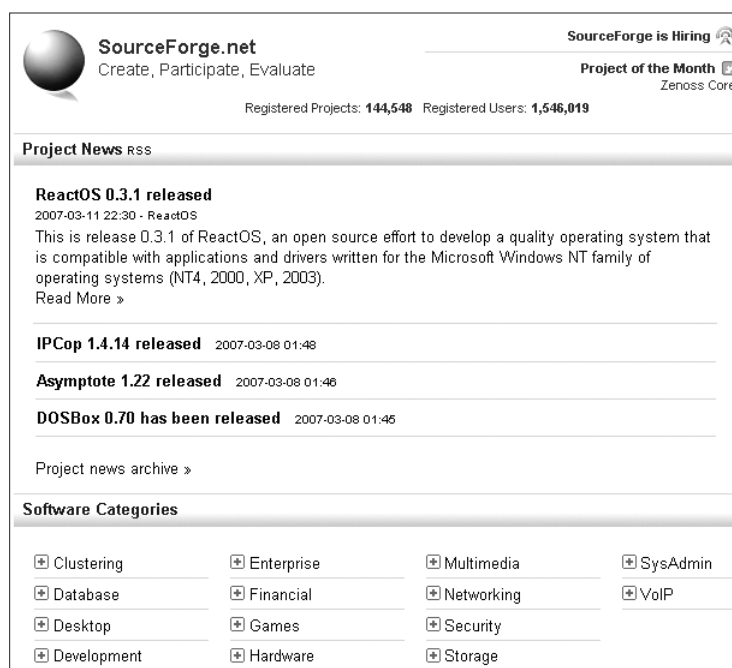 SourceForge.net
Create, Participate, Evaluate
SourceForge is Hiring
Project of the Month
Zenoss Core
Registered Projects: 144,548 Registered Users: 1,546,019
Project News RSS
ReactOS 0.3.1 released
2007-03-11 22:30 - ReactOS
This is release 0.3.1 of ReactOS, an open source effort to develop a quality operating system that
is compatible with applications and drivers written for the Microsoft Windows NT family of
operating systems (NT4, 2000, XP, 2003).
Read More »
IPCop 1.4.14 released 2007-03-08 01:48
Asymptote 1.22 released 2007-03-08 01:46
DOSBox 0.70 has been released 2007-03-08 01:45
Project news archive »
Software Categories
Clustering Enterprise Multimedia SysAdmin
Database Financial Networking VoIP
Desktop Games Security
Development Hardware Storage